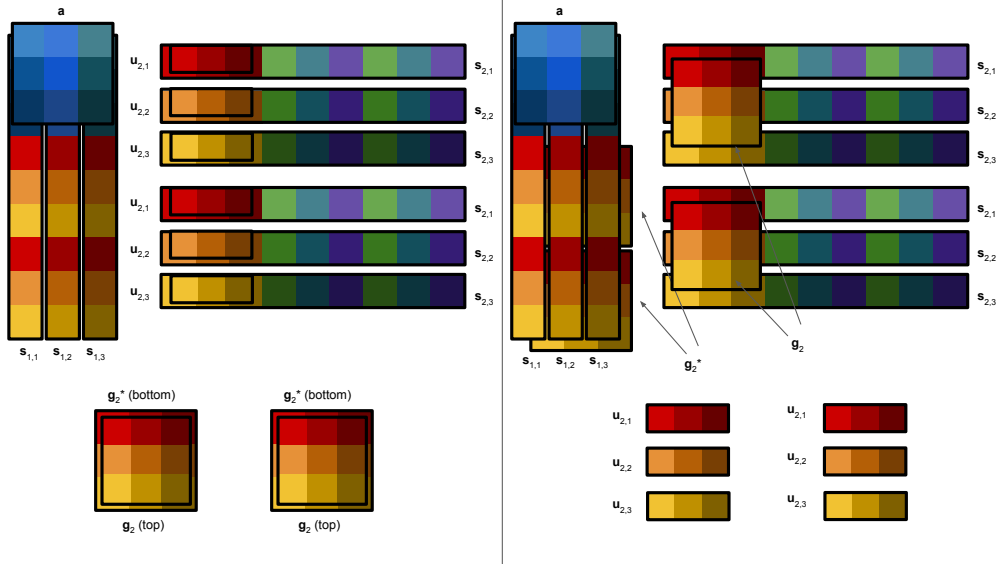 a
u2,1
s2,1
u2,2
s2,2
u2,3
s2,3
u2,1
s2,1
u2,2
s2,2
u2,3
s2,3
s1,1 s1,2 s1,3
g2* (bottom) g2* (bottom)
g2 (top) g2 (top)
a
s2,1
s2,2
s2,3
s2,1
s2,2
s2,3
g2
s1,1 s1,2 s1,3
g2*
u2,1 u2,1
u2,2 u2,2
u2,3 u2,3